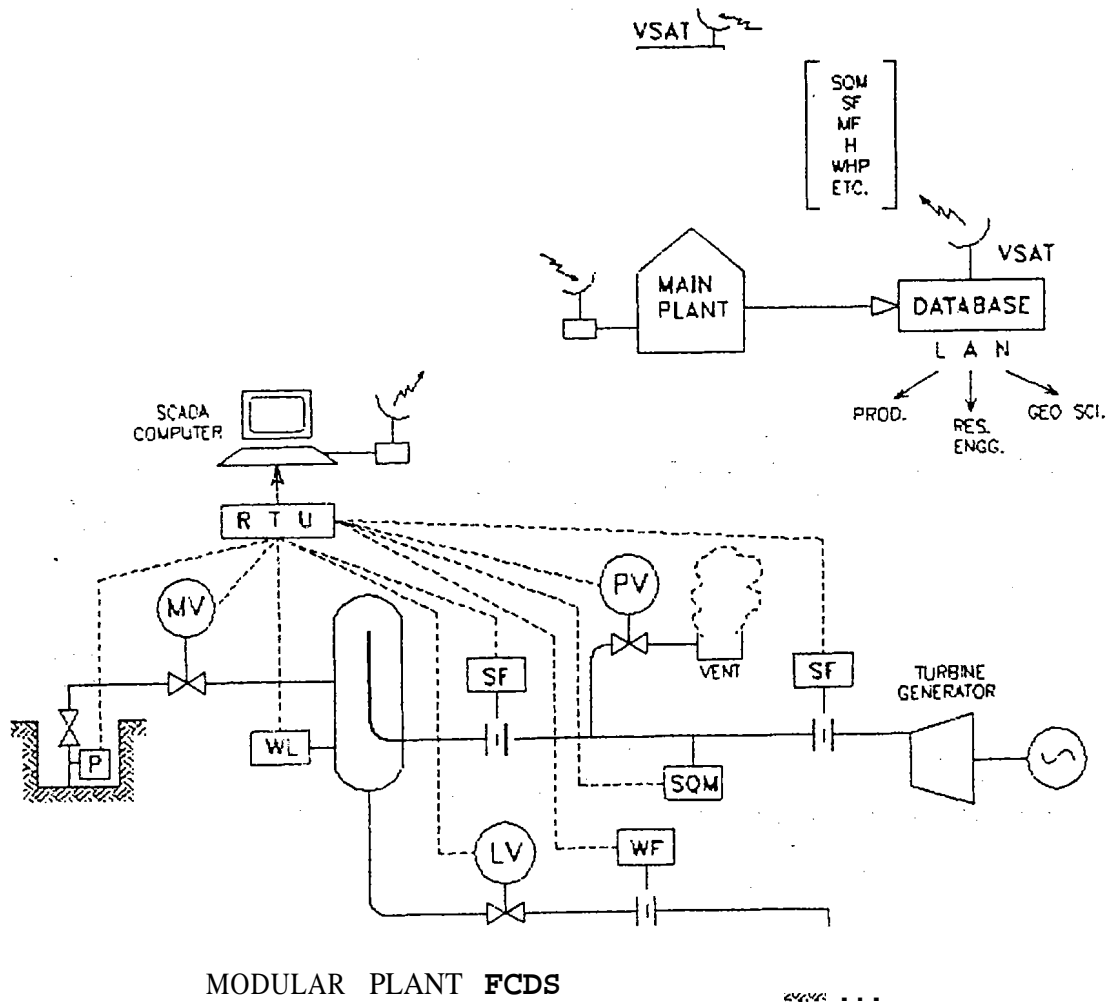 VSAT
SQM
SF
MF
H
WHP
ETC.
VSAT
MAIN
PLANT
DATABASE
L A N
PROD.
RES.
ENGG.
GEO SCI.
SCADA
COMPUTER
R T U
MV
PV
VENT
SF
SF
TURBINE
GENERATOR
WL
P
SQM
LV
WF
MODULAR PLANT FCDS